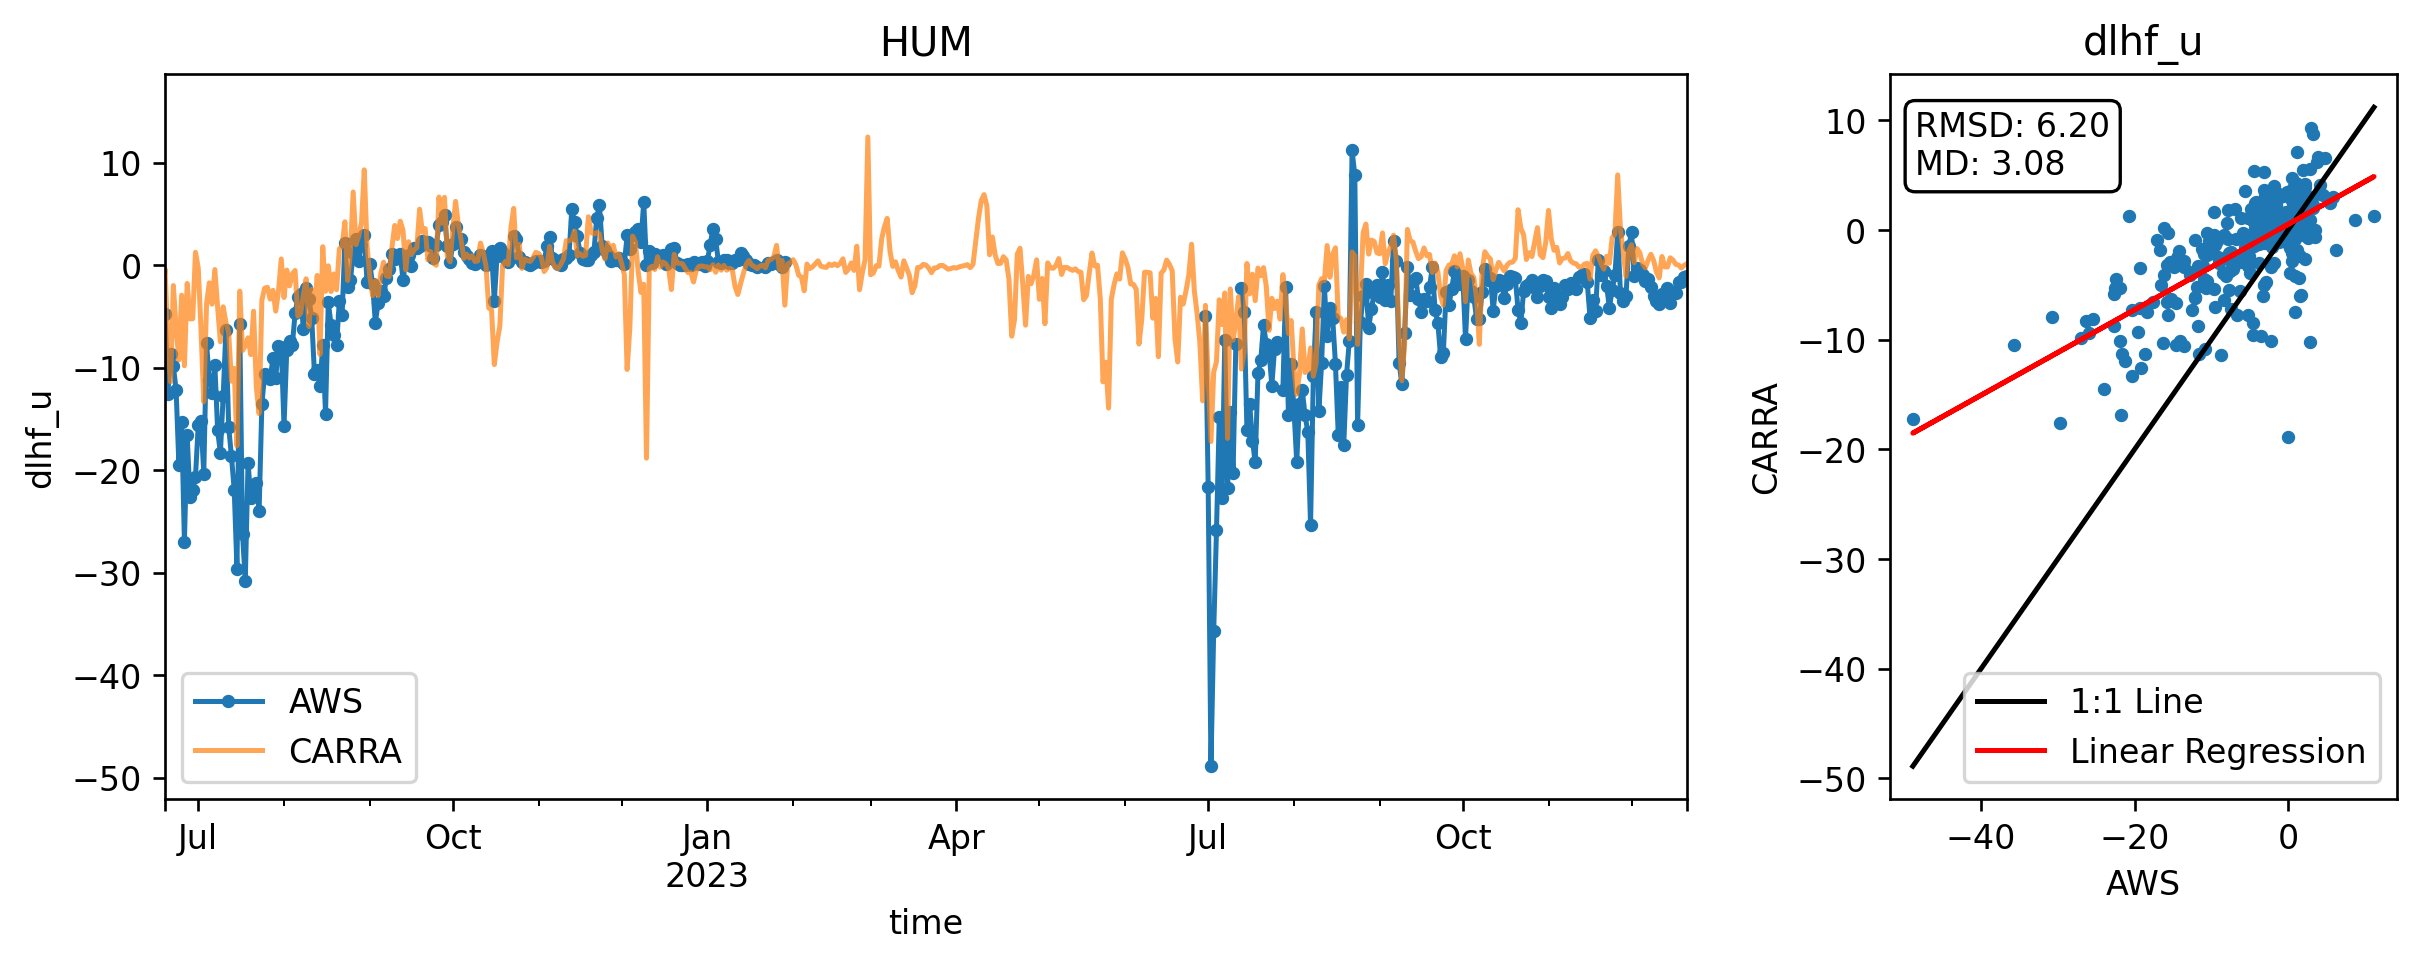 HUM
dlhf_u
10
0
−10
−20
−30
−40
−50
AWS
CARRA
Jul
Oct
Jan
2023
Apr
Jul
Oct
time
dlhf_u
RMSD: 6.20
MD: 3.08
CARRA
10
0
−10
−20
−30
−40
−50
1:1 Line
Linear Regression
−40
−20
0
AWS